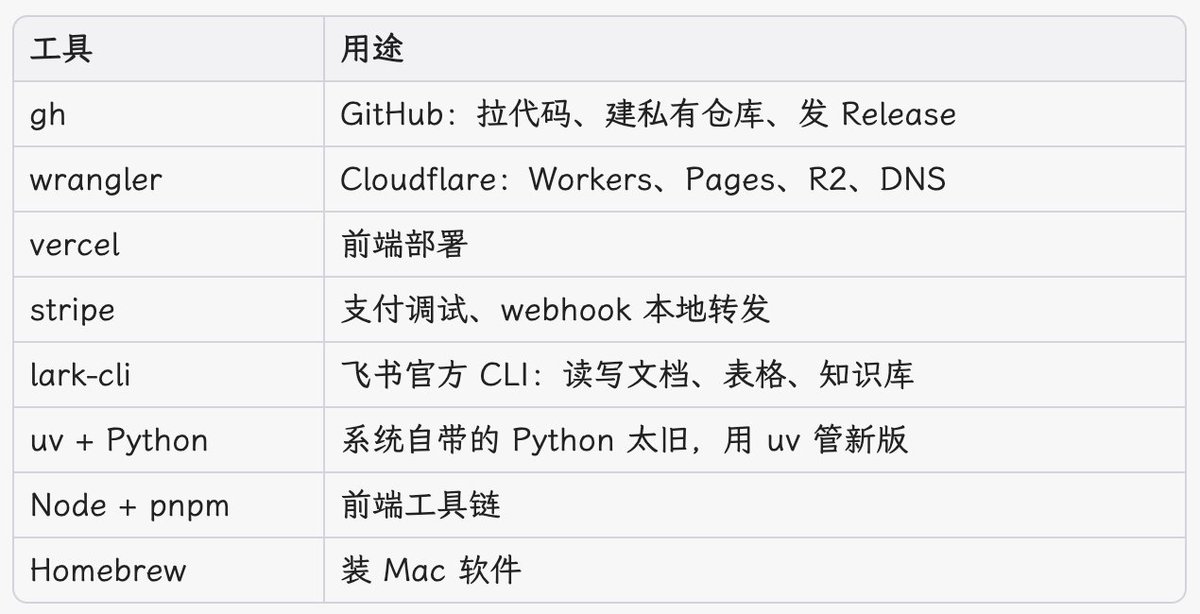 工具 用途
gh GitHub：拉代码、建私有仓库、发 Release
wrangler Cloudflare：Workers、Pages、R2、DNS
vercel 前端部署
stripe 支付调试、webhook 本地转发
lark-cli 飞书官方 CLI：读写文档、表格、知识库
uv + Python 系统自带的 Python 太旧，用 uv 管新版
Node + pnpm 前端工具链
Homebrew 装 Mac 软件